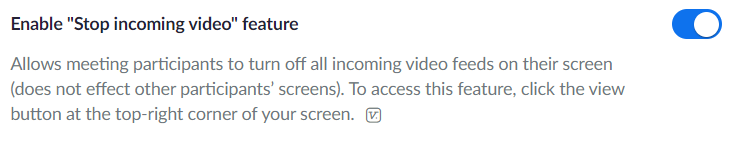 Enable "Stop incoming video" feature
Allows meeting participants to turn off all incoming video feeds on their screen
(does not effect other participants’ screens). To access this feature, click the view
button at the top-right corner of your screen. V